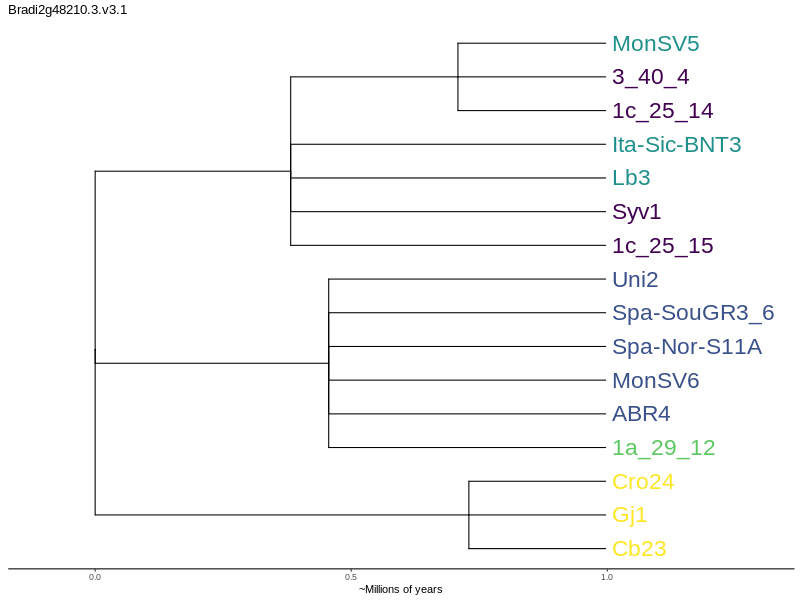 Bradi2g48210.3.v3.1
MonSV5
3_40_4
1c_25_14
Ita-Sic-BNT3
Lb3
Syv1
1c_25_15
Uni2
Spa-SouGR3_6
Spa-Nor-S11A
MonSV6
ABR4
1a_29_12
Cro24
Gj1
Cb23
0.0 0.5 1.0
~Millions of years